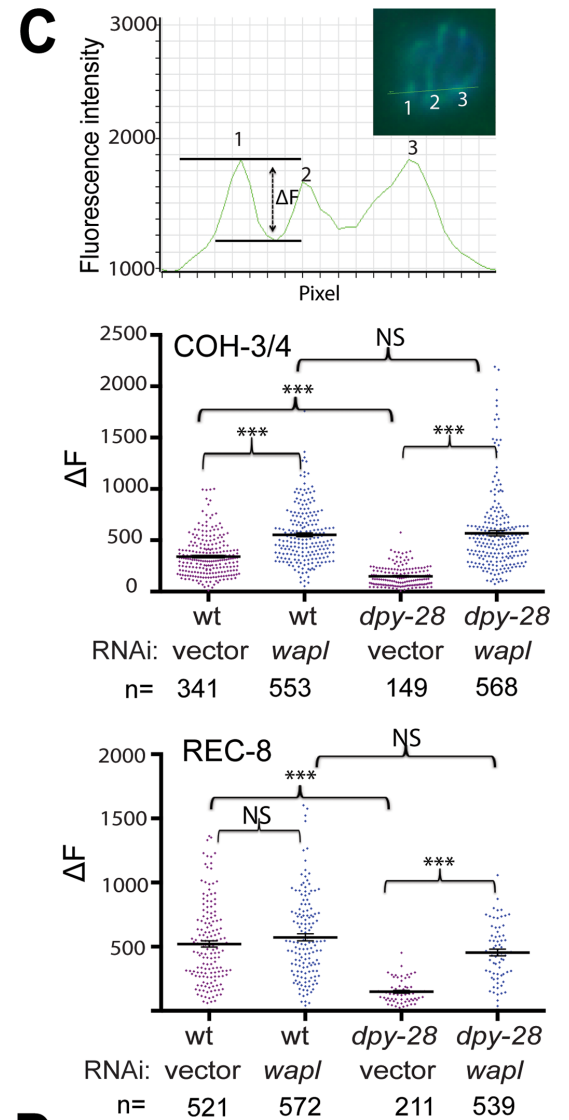 C
Fluorescence intensity
3000
2000
1000
1
2
3
ΔF
1 2 3
Pixel
COH-3/4
ΔF
2500
2000
1500
1000
500
0
NS
***
***
***
wt wt dpy-28 dpy-28
RNAi: vector wapl vector wapl
n= 341 553 149 568
REC-8
ΔF
2000
1500
1000
500
NS
***
NS
***
wt wt dpy-28 dpy-28
RNAi: vector wapl vector wapl
n= 521 572 211 539